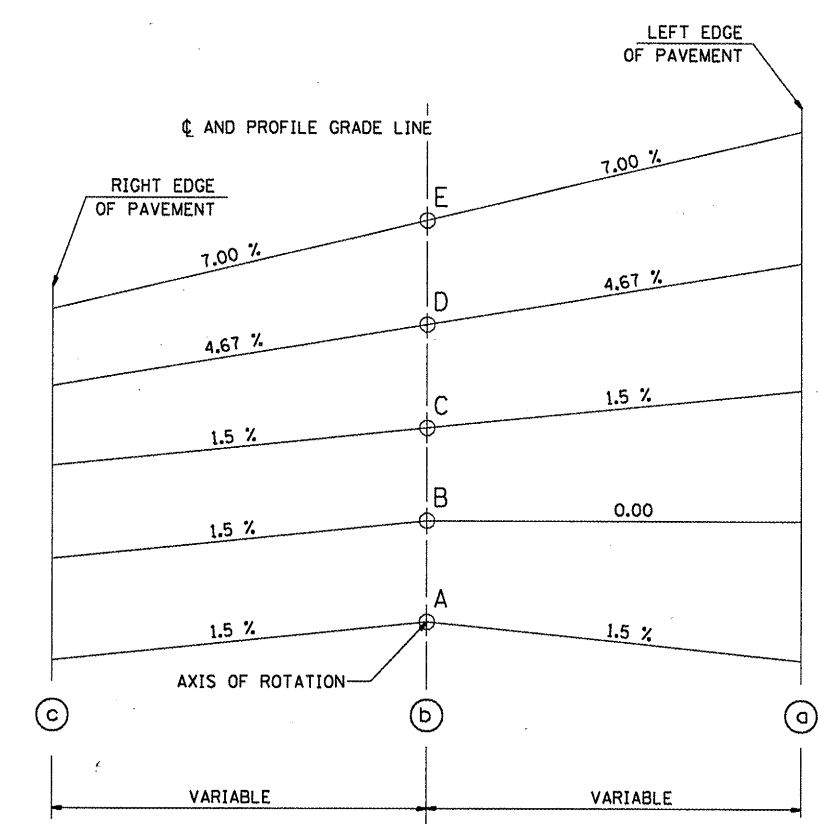 LEFT EDGE
OF PAVEMENT
℄ AND PROFILE GRADE LINE
RIGHT EDGE
OF PAVEMENT
7.00 %
E
7.00 %
4.67 %
D
4.67 %
1.5 %
C
1.5 %
0.00
B
1.5 %
A
1.5 %
1.5 %
AXIS OF ROTATION
c
b
a
VARIABLE
VARIABLE